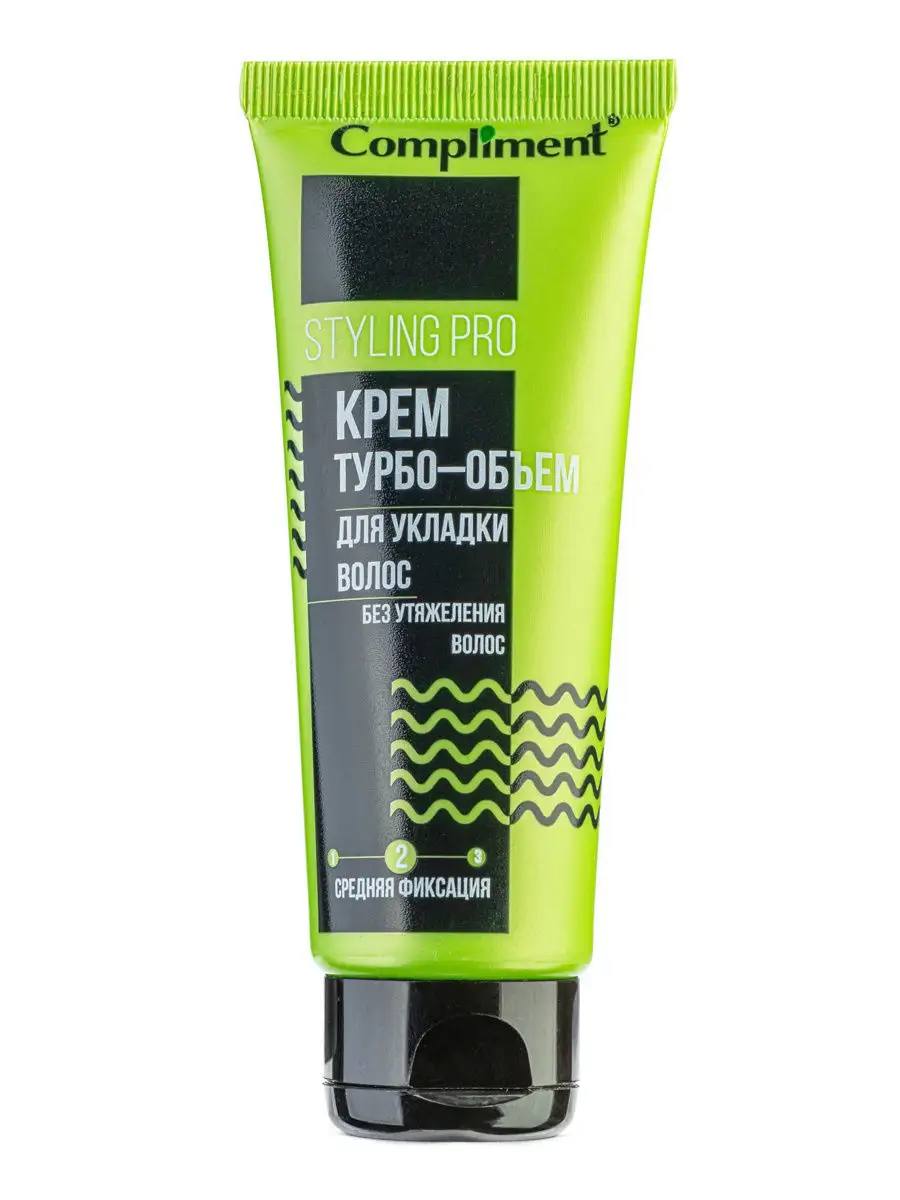 Compliment®
STYLING PRO
КРЕМ
ТУРБО–ОБЪЕМ
ДЛЯ УКЛАДКИ
ВОЛОС
БЕЗ УТЯЖЕЛЕНИЯ
ВОЛОС
1 2 3
СРЕДНЯЯ ФИКСАЦИЯ